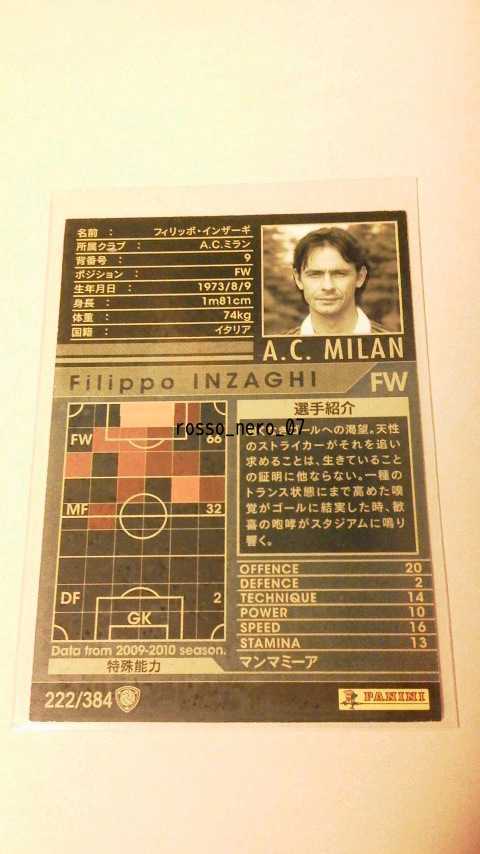 名前 : フィリッポ・インザーギ
所属クラブ : A.C.ミラン
背番号 : 9
ポジション : FW
生年月日 : 1973/8/9
身長 : 1m81cm
体重 : 74kg
国籍 : イタリア
A.C. MILAN
Filippo INZAGHI FW
rosso_nero_07
FW 66
MF 32
DF 2
GK
Data from 2009-2010 season.
選手紹介
ゴールへの渇望。天性
のストライカーがそれを追い
求めることは、生きていること
の証明に他ならない。一種の
トランス状態にまで高めた嗅
覚がゴールに結実した時、歓
喜の咆哮がスタジアムに鳴り
響く。
OFFENCE 20
DEFENCE 2
TECHNIQUE 14
POWER 10
SPEED 16
STAMINA 13
特殊能力 マンマミーア
222/384
PANINI